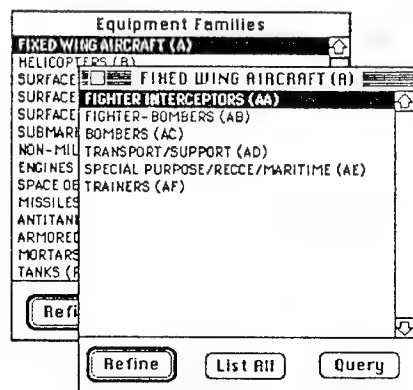 Equipment Families
FIXED WING AIRCRAFT (A)
HELICOPTERS (B)
SURFACE
SURFACE
SURFACE
SUBMARI
NON-MIL
ENGINES
SPACE OB
MISSILES
ANTITAN
ARMORED
MORTARS
TANKS (
Refi
FIXED WING AIRCRAFT (A)
FIGHTER INTERCEPTORS (AA)
FIGHTER-BOMBERS (AB)
BOMBERS (AC)
TRANSPORT/SUPPORT (AD)
SPECIAL PURPOSE/RECCE/MARITIME (AE)
TRAINERS (AF)
Refine
List All
Query